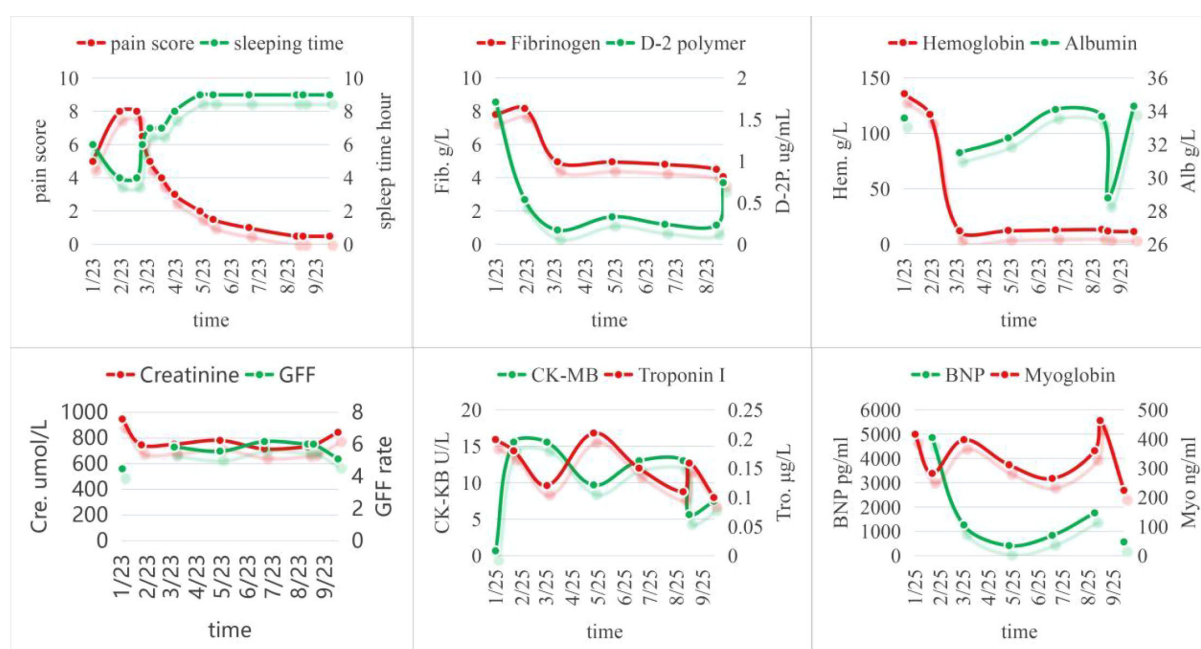 pain score sleeping time
10 8 6 4 2 0
pain score
10 8 6 4 2 0
spleep time hour
1/23 2/23 3/23 4/23 5/23 6/23 7/23 8/23 9/23
time
Fibrinogen D-2 polymer
10 8 6 4 2 0
Fib. g/L
2 1.5 1 0.5 0
D-2P. ug/mL
1/23 2/23 3/23 4/23 5/23 6/23 7/23 8/23
time
Hemoglobin Albumin
150 100 50 0
Hem. g/L
36 34 32 30 28 26
Alb g/L
1/23 2/23 3/23 4/23 5/23 6/23 7/23 8/25 9/25
time
Creatinine GFF
1000 800 600 400 200 0
Cre. umol/L
8 6 4 2 0
GFF rate
1/23 2/23 3/23 4/23 5/23 6/23 7/23 8/23 9/23
time
CK-MB Troponin I
20 15 10 5 0
CK-KB U/L
0.25 0.2 0.15 0.1 0.05 0
Tro. μg/L
1/25 2/25 3/25 4/25 5/25 6/25 7/25 8/25 9/25
time
BNP Myoglobin
6000 5000 4000 3000 2000 1000 0
BNP pg/ml
500 400 300 200 100 0
Myo ng/ml
1/25 2/25 3/25 4/25 5/25 6/25 7/25 8/25 9/25
time